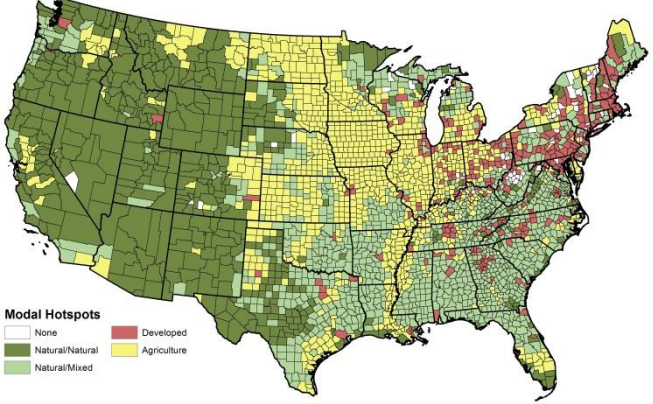 Modal Hotspots
None
Developed
Natural/Natural
Agriculture
Natural/Mixed